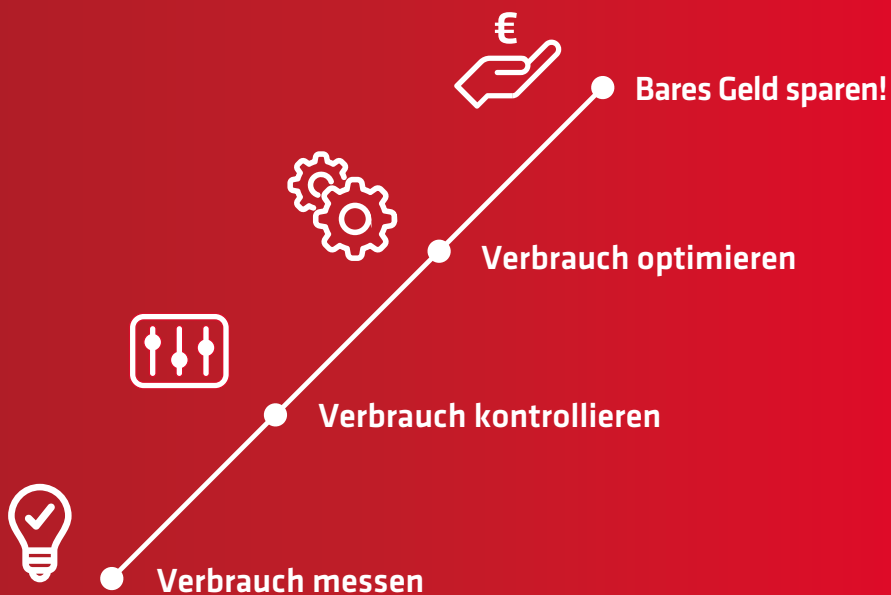 €
Bares Geld sparen!
Verbrauch optimieren
Verbrauch kontrollieren
Verbrauch messen